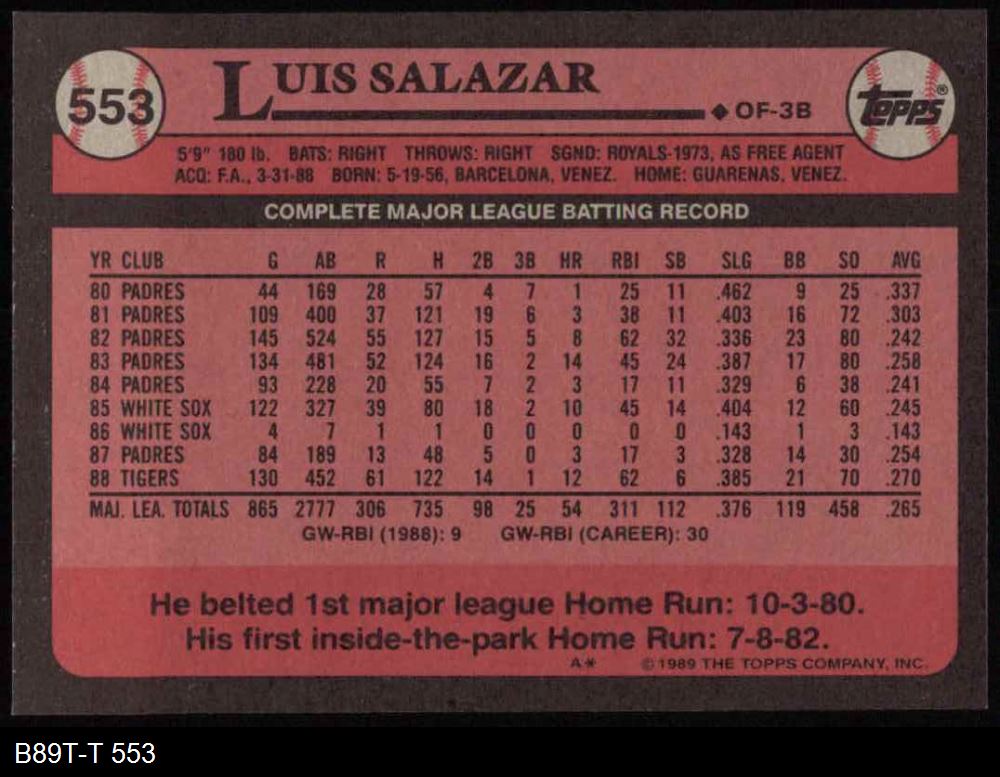 553
LUIS SALAZAR
◆ OF-3B
Topps®
5'9" 180 lb. BATS: RIGHT THROWS: RIGHT SGND: ROYALS-1973, AS FREE AGENT
ACQ: F.A., 3-31-88 BORN: 5-19-56, BARCELONA, VENEZ. HOME: GUARENAS, VENEZ.
COMPLETE MAJOR LEAGUE BATTING RECORD
YR CLUB G AB R H 2B 3B HR RBI SB SLG BB SO AVG
80 PADRES 44 169 28 57 4 7 1 25 11 .462 9 25 .337
81 PADRES 109 400 37 121 19 6 3 38 11 .403 16 72 .303
82 PADRES 145 524 55 127 15 5 8 62 32 .336 23 80 .242
83 PADRES 134 481 52 124 16 2 14 45 24 .387 17 80 .258
84 PADRES 93 228 20 55 7 2 3 17 11 .329 6 38 .241
85 WHITE SOX 122 327 39 80 18 2 10 45 14 .404 12 60 .245
86 WHITE SOX 4 7 1 1 0 0 0 0 0 .143 1 3 .143
87 PADRES 84 189 13 48 5 0 3 17 3 .328 14 30 .254
88 TIGERS 130 452 61 122 14 1 12 62 6 .385 21 70 .270
MAJ. LEA. TOTALS 865 2777 306 735 98 25 54 311 112 .376 119 458 .265
GW-RBI (1988): 9 GW-RBI (CAREER): 30
He belted 1st major league Home Run: 10-3-80.
His first inside-the-park Home Run: 7-8-82.
A* © 1989 THE TOPPS COMPANY, INC.
B89T-T 553